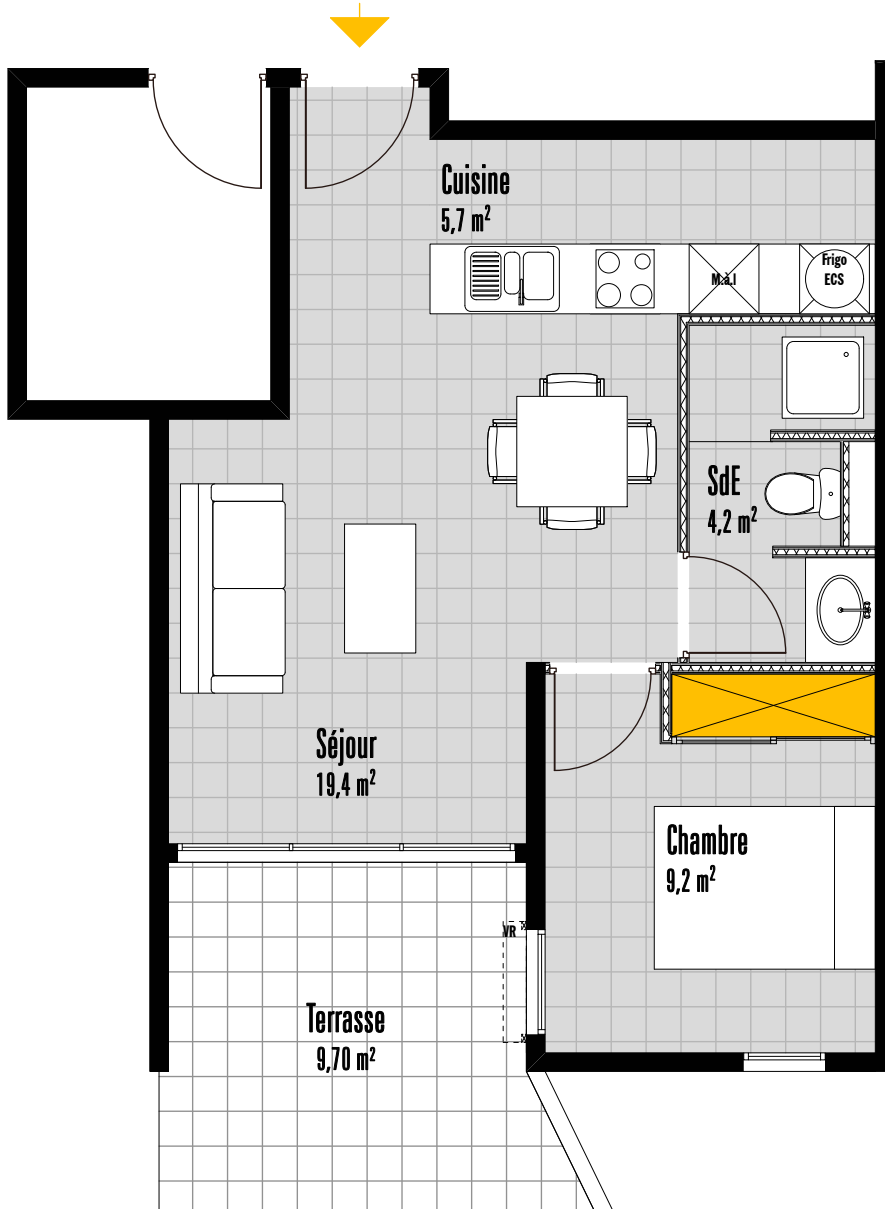 Cuisine
5,7 m²
Frigo
ECS
M.à.l
SdE
4,2 m²
Séjour
19,4 m²
Chambre
9,2 m²
VR
Terrasse
9,70 m²